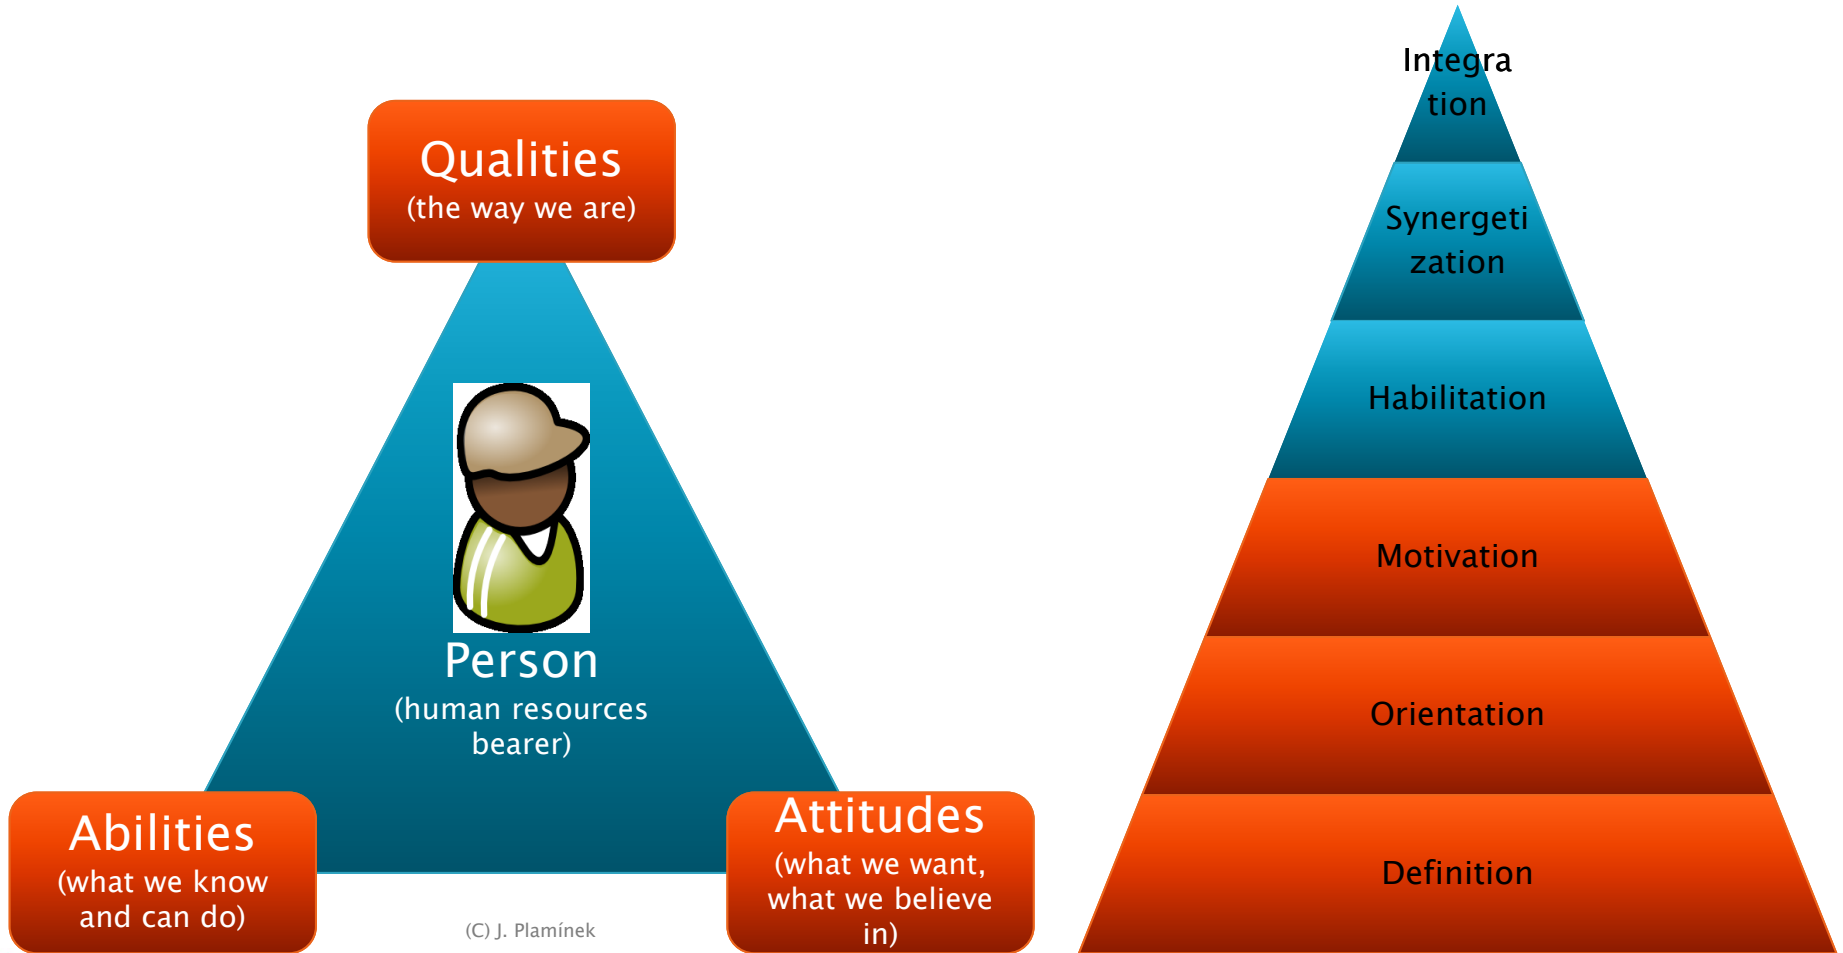 Qualities
(the way we are)
Person
(human resources
bearer)
Abilities
(what we know
and can do)
Attitudes
(what we want,
what we believe
in)
(C) J. Plamínek
Integra
tion
Synergeti
zation
Habilitation
Motivation
Orientation
Definition